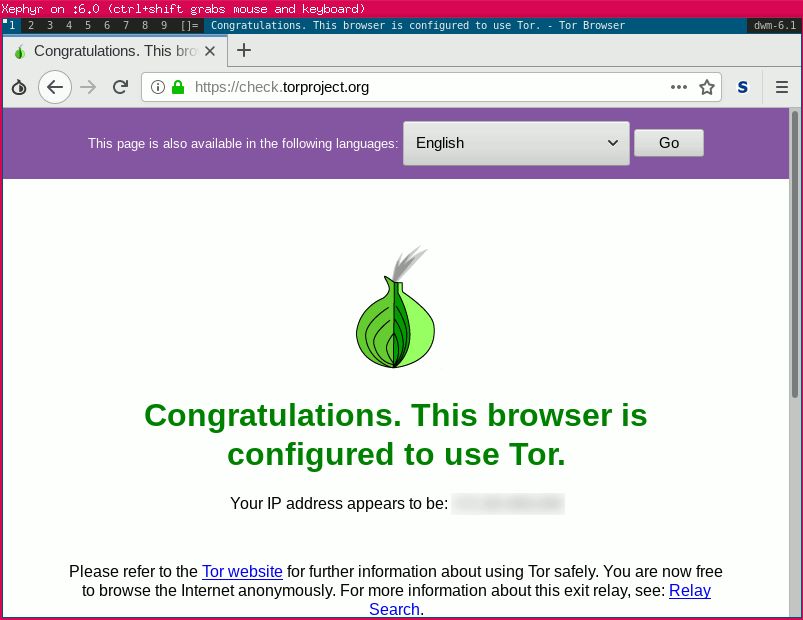 Xephyr on :6.0 (ctrl+shift grabs mouse and keyboard)
1 2 3 4 5 6 7 8 9 []= Congratulations. This browser is configured to use Tor. - Tor Browser dwm-6.1
Congratulations. This bro
https://check.torproject.org S
This page is also available in the following languages: English Go
Congratulations. This browser is
configured to use Tor.
Your IP address appears to be:
Please refer to the Tor website for further information about using Tor safely. You are now free
to browse the Internet anonymously. For more information about this exit relay, see: Relay
Search.